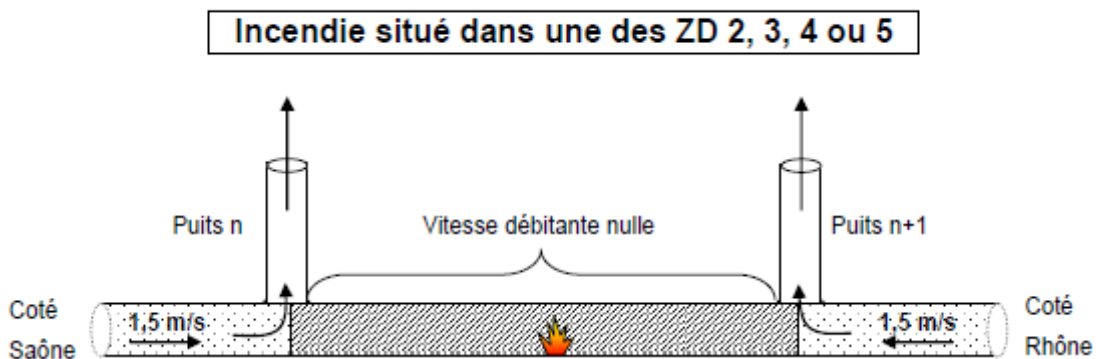 Incendie situé dans une des ZD 2, 3, 4 ou 5
Puits n
Vitesse débitante nulle
Puits n+1
Coté
Saône
1,5 m/s
1,5 m/s
Coté
Rhône